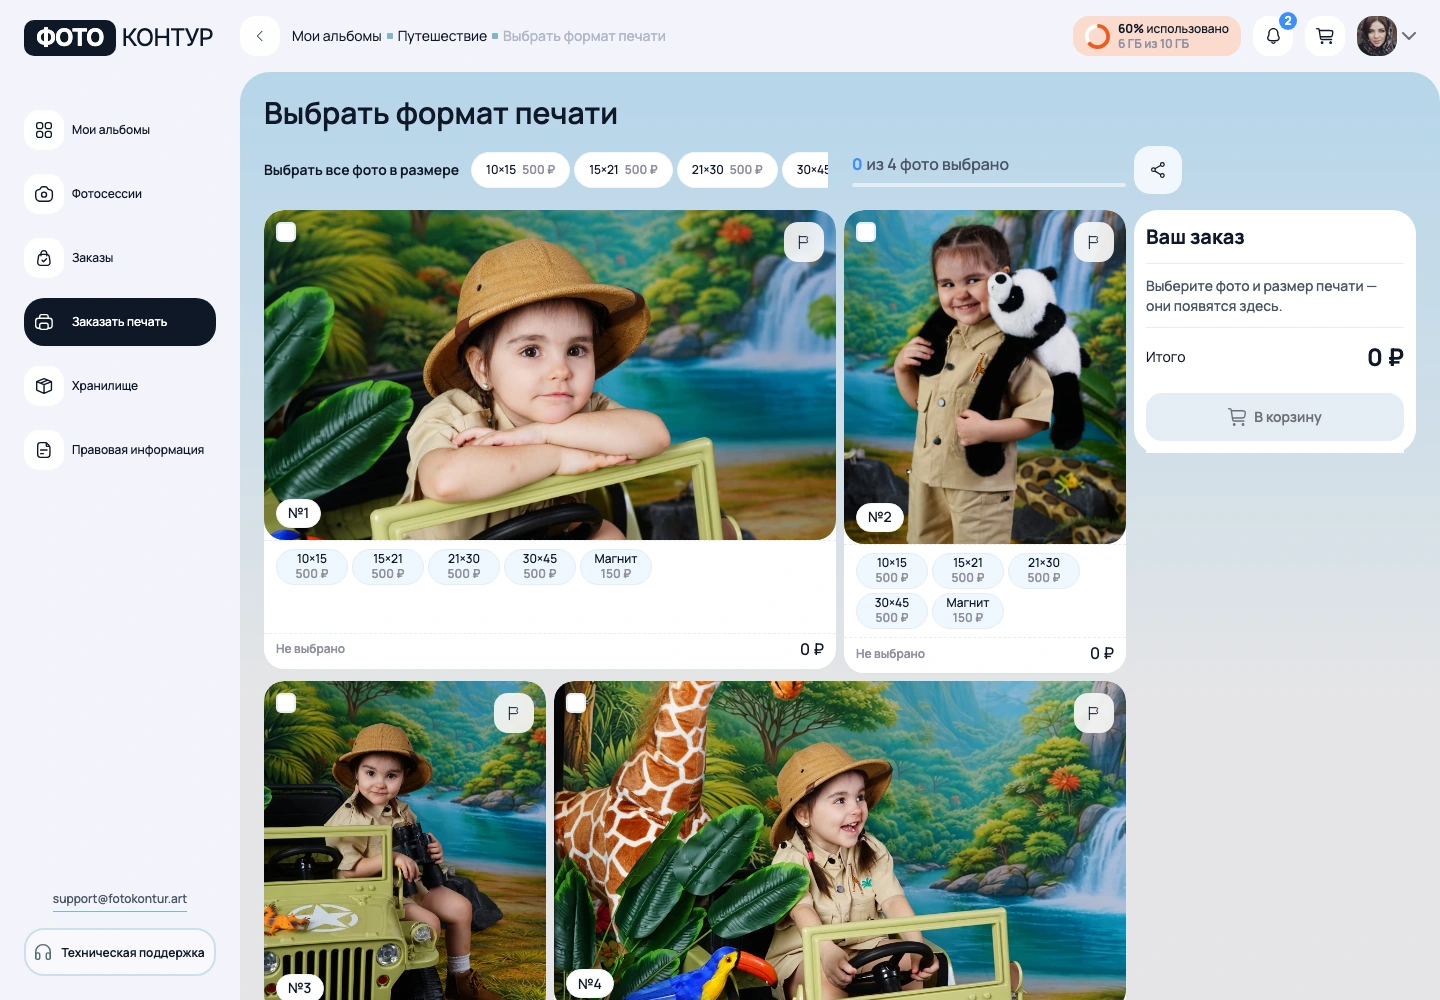 ФОТО КОНТУР
Мои альбомы
Путешествие
Выбрать формат печати
60% использовано
6 ГБ из 10 ГБ
2
Мои альбомы
Фотосессии
Заказы
Заказать печать
Хранилище
Правовая информация
support@fotokontur.art
Техническая поддержка
Выбрать формат печати
Выбрать все фото в размере
10×15 500 ₽
15×21 500 ₽
21×30 500 ₽
30×45
0 из 4 фото выбрано
№1
10×15
500 ₽
15×21
500 ₽
21×30
500 ₽
30×45
500 ₽
Магнит
150 ₽
Не выбрано
0 ₽
№2
10×15
500 ₽
15×21
500 ₽
21×30
500 ₽
30×45
500 ₽
Магнит
150 ₽
Не выбрано
0 ₽
№3
№4
Ваш заказ
Выберите фото и размер печати —
они появятся здесь.
Итого
0 ₽
В корзину